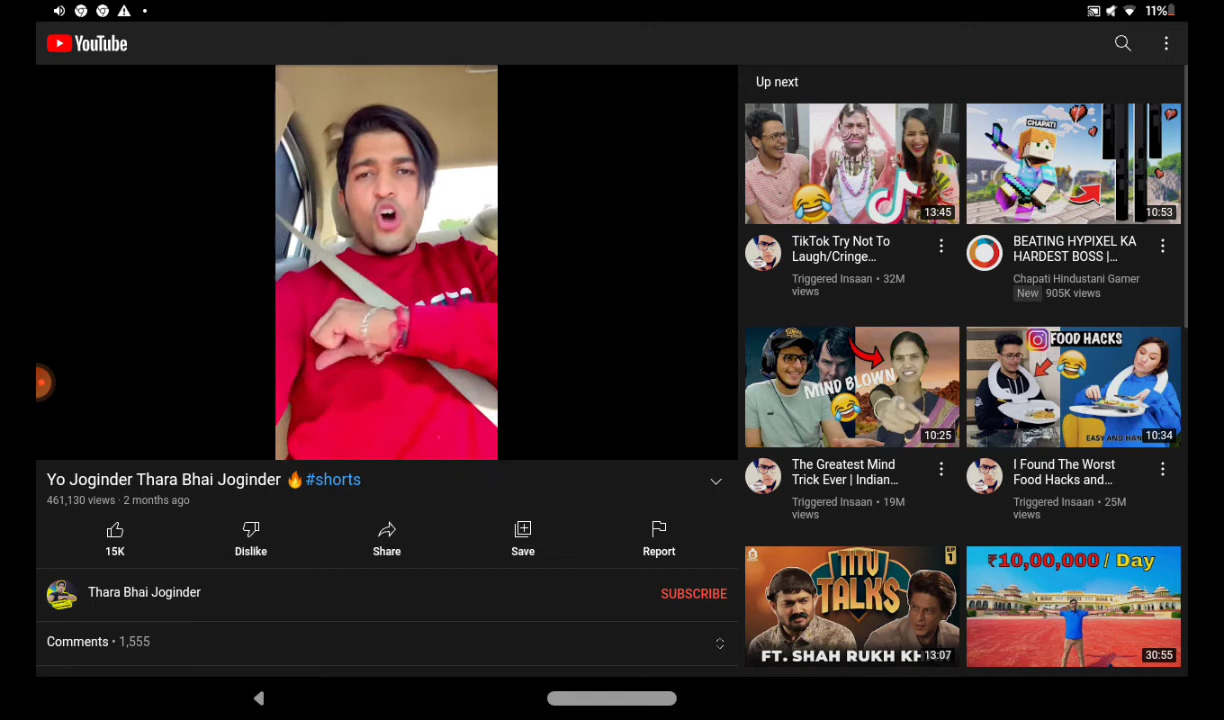 11%
YouTube
Up next
13:45
CHAPATI
10:53
TikTok Try Not To
Laugh/Cringe…
Triggered Insaan • 32M
views
BEATING HYPIXEL KA
HARDEST BOSS |…
Chapati Hindustani Gamer
New 905K views
MIND BLOWN
10:25
FOOD HACKS
EASY AND
10:34
Yo Joginder Thara Bhai Joginder 🔥#shorts
461,130 views · 2 months ago
The Greatest Mind
Trick Ever | Indian…
Triggered Insaan • 19M
views
I Found The Worst
Food Hacks and…
Triggered Insaan • 25M
views
15K
Dislike
Share
Save
Report
Thara Bhai Joginder
SUBSCRIBE
Comments • 1,555
EP
1
TITU
TALKS
FT. SHAH RUKH
13:07
₹10,00,000 / Day
30:55